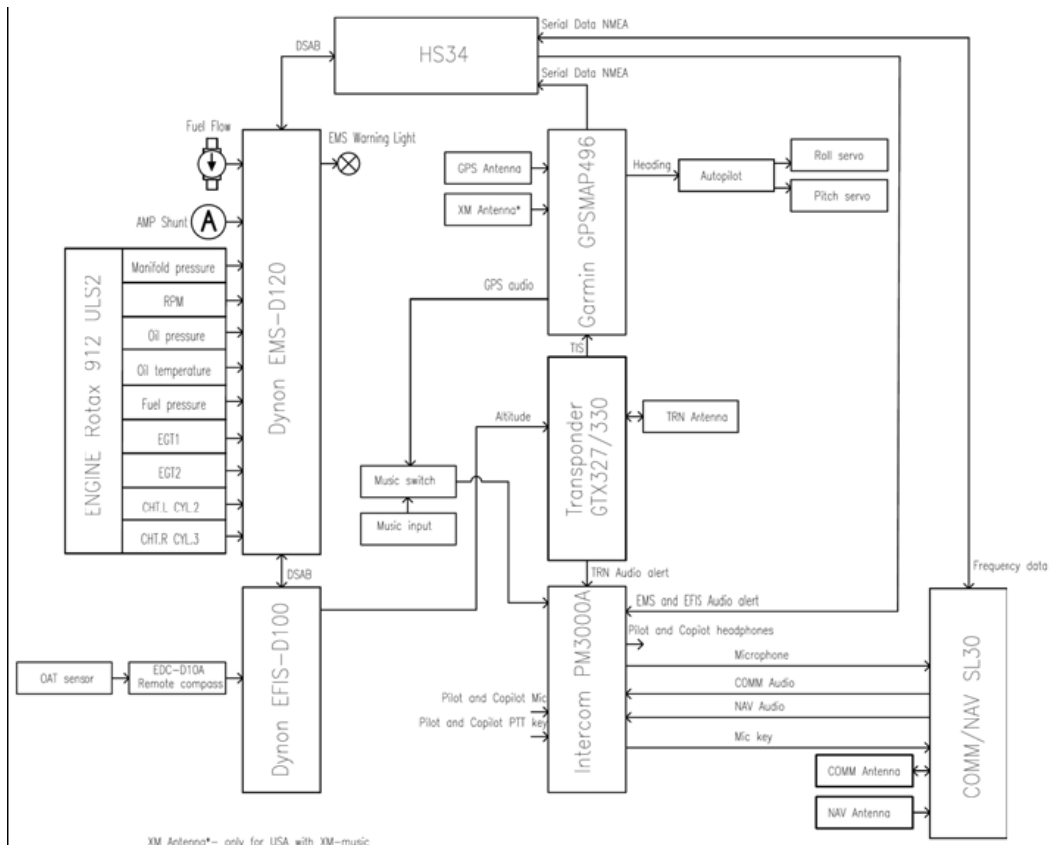 Serial Data NMEA
HS34
DSAB
Serial Data NMEA
Fuel Flow
EMS Warning Light
AMP Shunt
A
ENGINE Rotax 912 ULS2
Manifold pressure
RPM
Oil pressure
Oil temperature
Fuel pressure
EGT1
EGT2
CHT.L CYL.2
CHT.R CYL.3
Dynon EMS-D120
GPS Antenna
XM Antenna*
Garmin GPSMAP496
Heading
Autopilot
Roll servo
Pitch servo
GPS audio
TIS
Altitude
Transponder
GTX327/330
TRN Antenna
Music switch
Music input
DSAB
TRN Audio alert
Frequency data
Dynon EFIS-D100
OAT sensor
EDC-D10A
Remote compass
Intercom PM3000A
EMS and EFIS Audio alert
Pilot and Copilot headphones
Microphone
COMM Audio
NAV Audio
Mic key
Pilot and Copilot Mic
Pilot and Copilot PTT key
COMM/NAV SL30
COMM Antenna
NAV Antenna
XM Antenna*- only for USA with XM-music